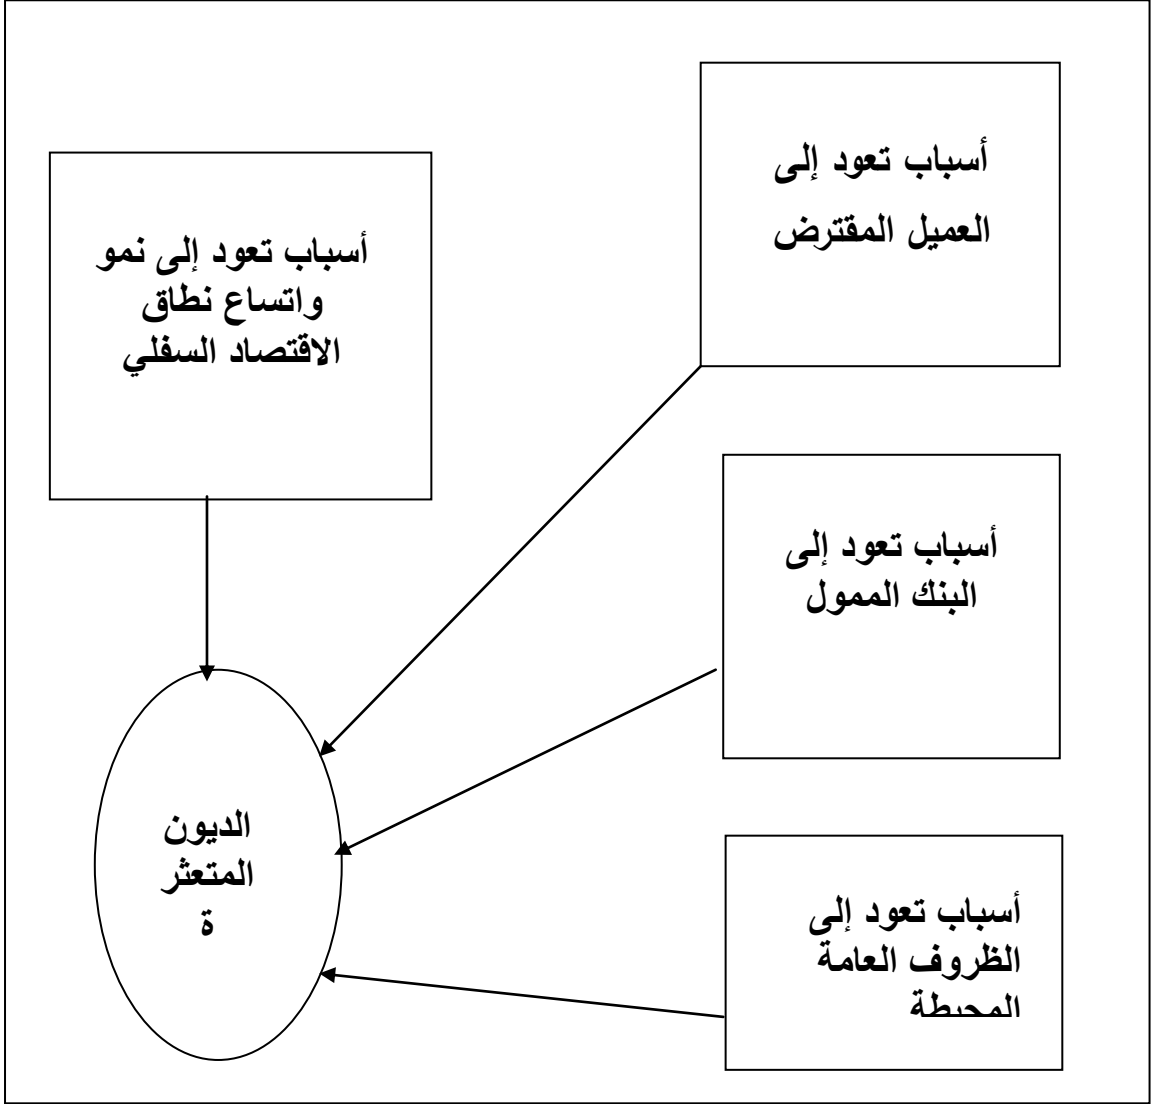 أسباب تعود إلى
العميل المقترض
أسباب تعود إلى نمو
واتساع نطاق
الاقتصاد السفلي
أسباب تعود إلى
البنك الممول
الديون
المتعثر
ة
أسباب تعود إلى
الظروف العامة
المحيطة